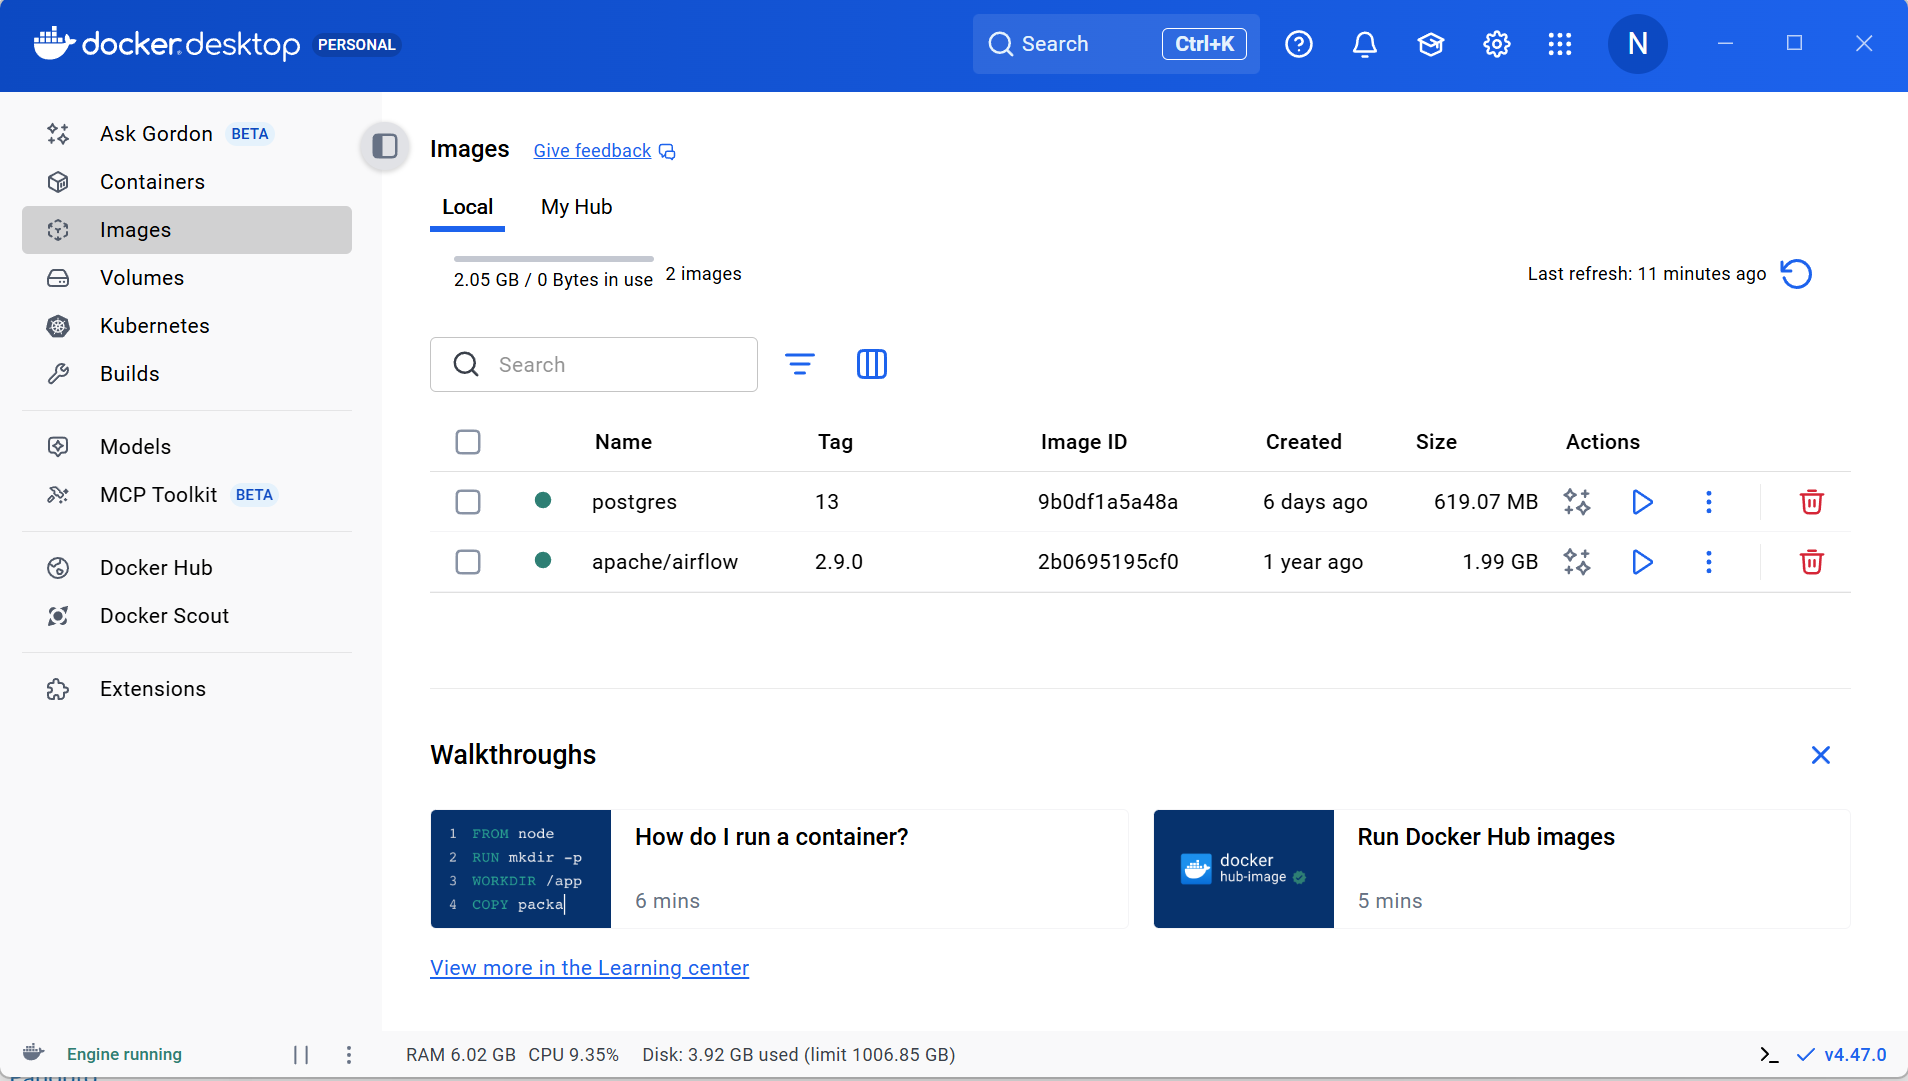 docker desktop PERSONAL
Search Ctrl+K
N
Ask Gordon BETA
Containers
Images
Volumes
Kubernetes
Builds
Models
MCP Toolkit BETA
Docker Hub
Docker Scout
Extensions
Images Give feedback
Local My Hub
2.05 GB / 0 Bytes in use 2 images
Last refresh: 11 minutes ago
Search
Name Tag Image ID Created Size Actions
postgres 13 9b0df1a5a48a 6 days ago 619.07 MB
apache/airflow 2.9.0 2b0695195cf0 1 year ago 1.99 GB
Walkthroughs
1 FROM node
2 RUN mkdir -p
3 WORKDIR /app
4 COPY packa
How do I run a container?
6 mins
docker
hub-image
Run Docker Hub images
5 mins
View more in the Learning center
Engine running
RAM 6.02 GB CPU 9.35% Disk: 3.92 GB used (limit 1006.85 GB)
v4.47.0